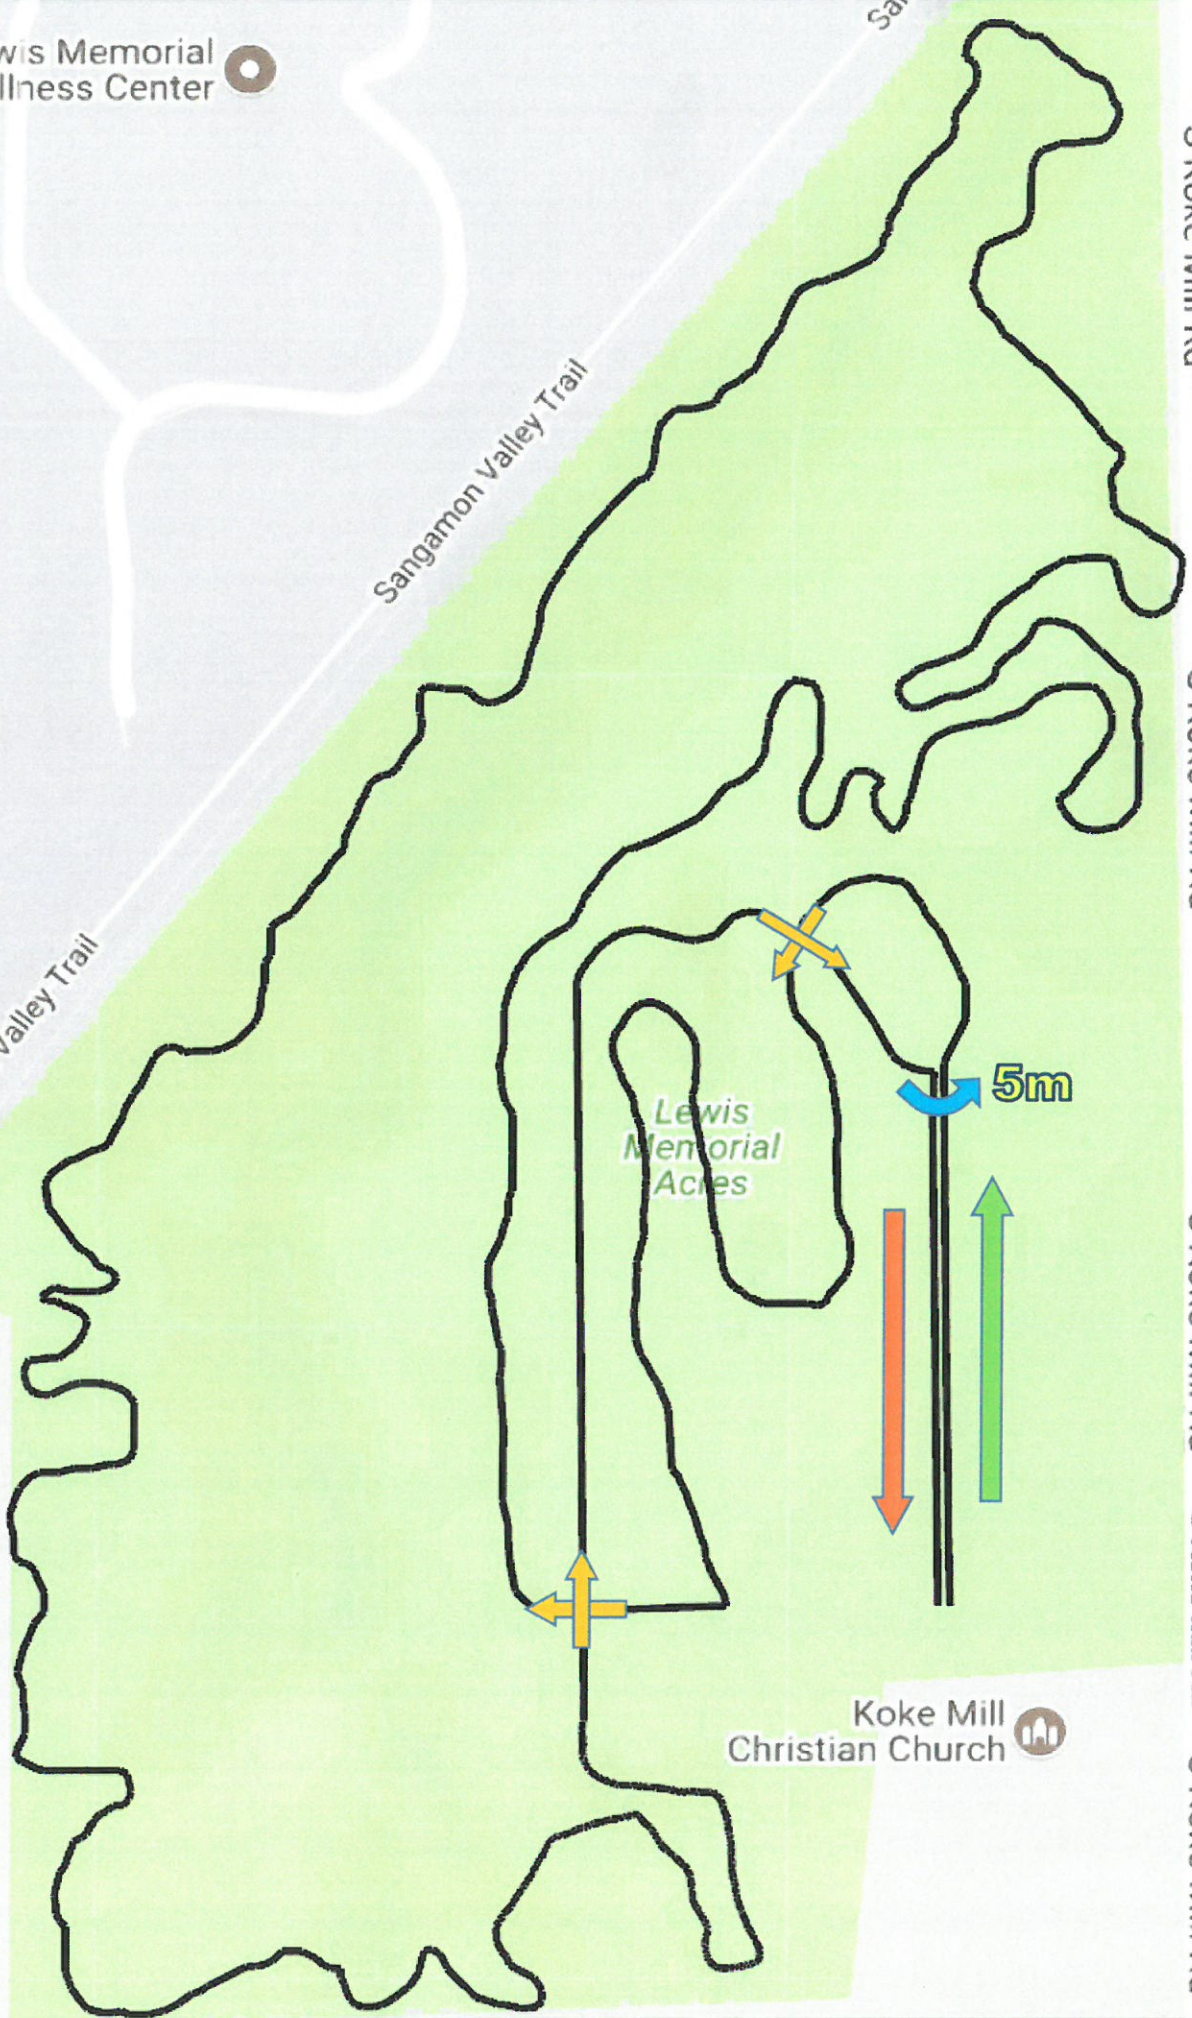 wis Memorial
llness Center
Sangamon Valley Trail
Valley Trail
5m
Lewis
Memorial
Acres
Koke Mill
Christian Church